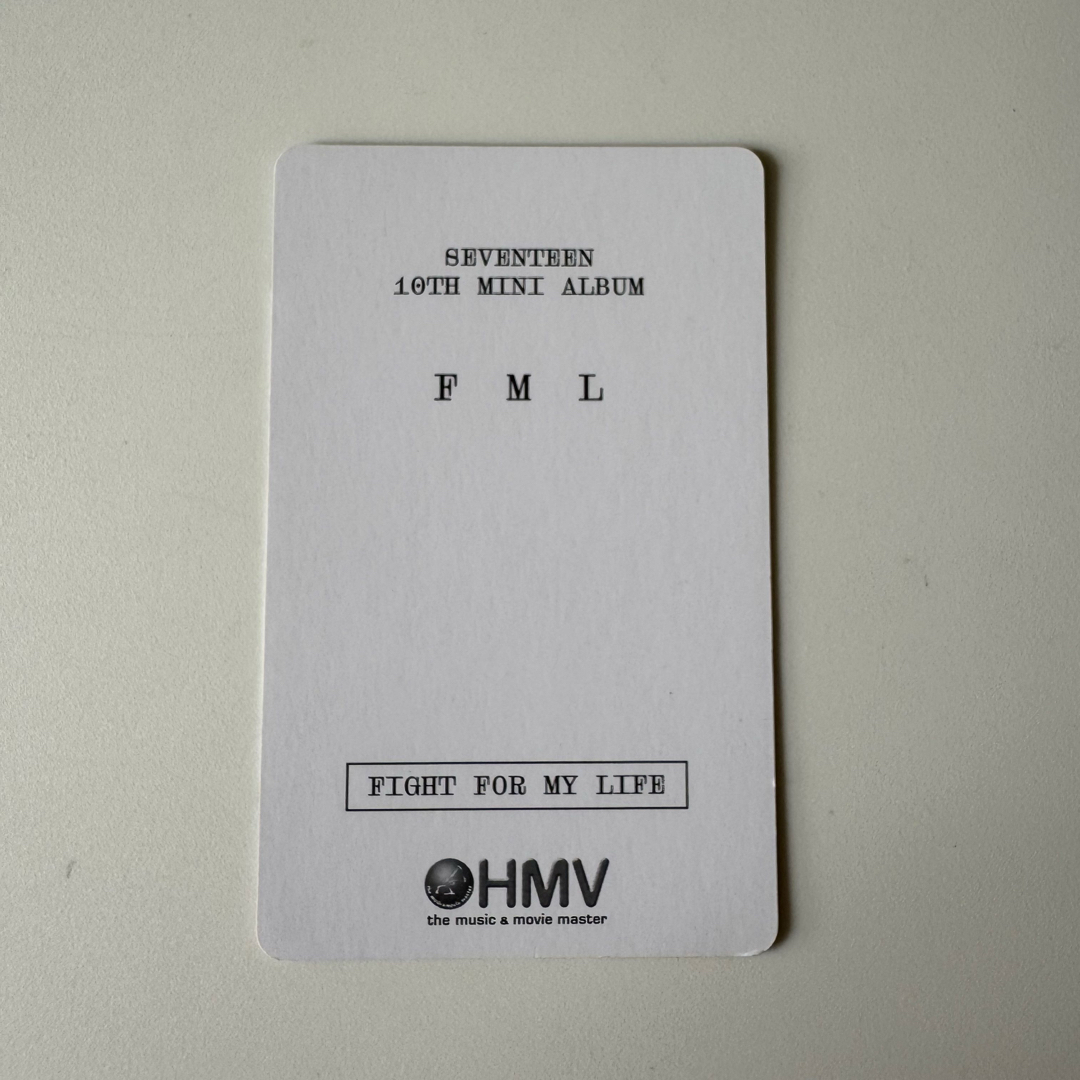 SEVENTEEN
10TH MINI ALBUM
F M L
FIGHT FOR MY LIFE
HMV
the music & movie master